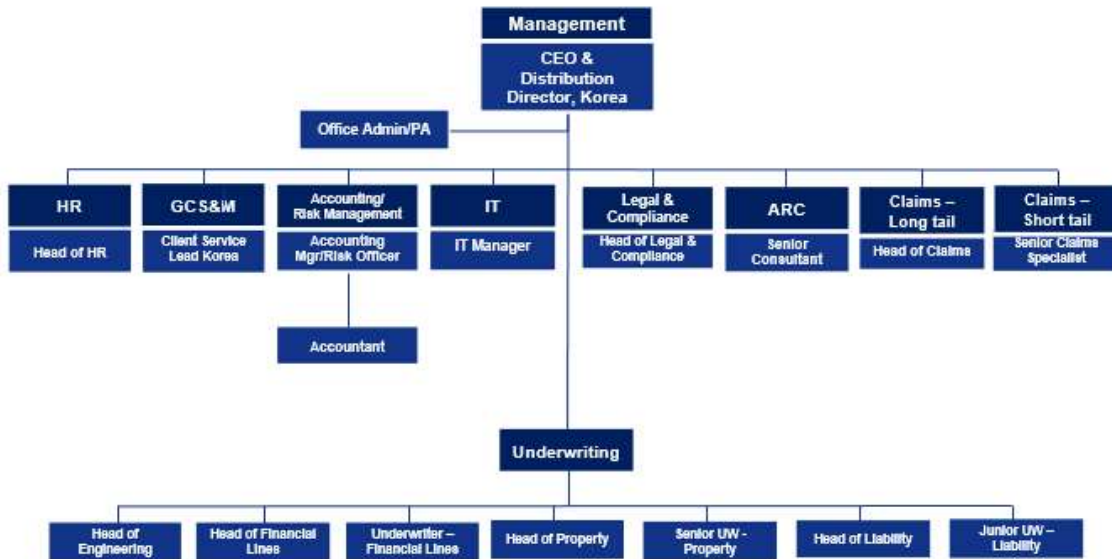 Management
CEO &
Distribution
Director, Korea
Office Admin/PA
HR
Head of HR
GCS&M
Client Service
Lead Korea
Accounting/
Risk Management
Accounting
Mgr/Risk Officer
Accountant
IT
IT Manager
Legal &
Compliance
Head of Legal &
Compliance
ARC
Senior
Consultant
Claims –
Long tail
Head of Claims
Claims –
Short tail
Senior Claims
Specialist
Underwriting
Head of
Engineering
Head of Financial
Lines
Underwriter –
Financial Lines
Head of Property
Senior UW -
Property
Head of Liability
Junior UW –
Liability